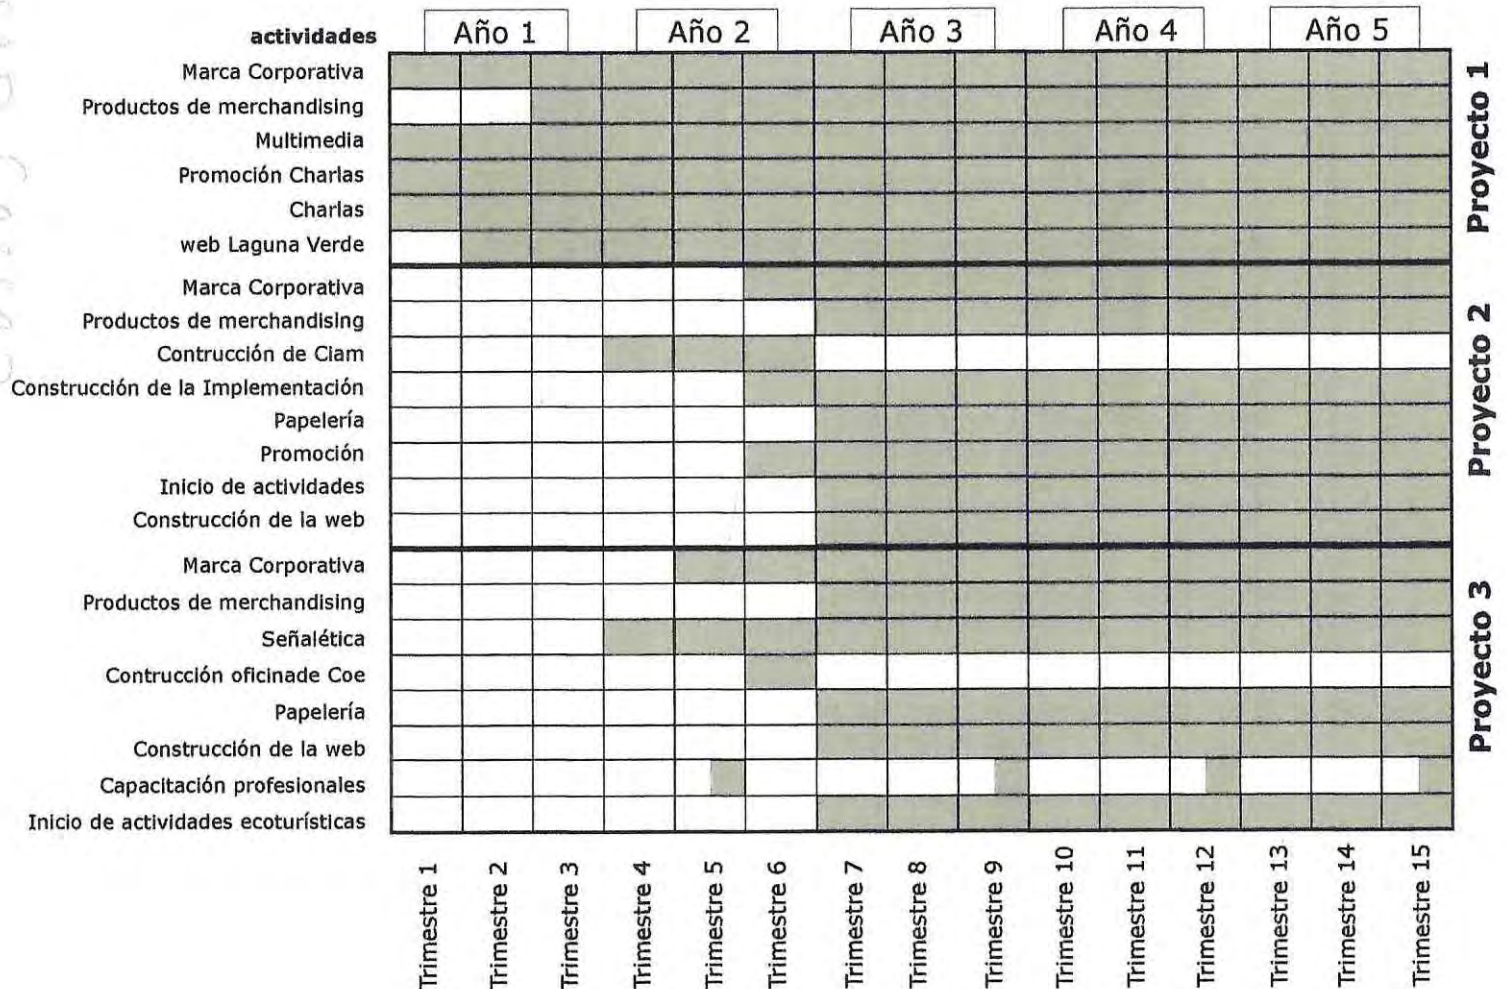 actividades
Año 1
Año 2
Año 3
Año 4
Año 5
Marca Corporativa
Productos de merchandising
Multimedia
Promoción Charlas
Charlas
web Laguna Verde
Proyecto 1
Marca Corporativa
Productos de merchandising
Contrucción de Ciam
Construcción de la Implementación
Papelería
Promoción
Inicio de actividades
Construcción de la web
Proyecto 2
Marca Corporativa
Productos de merchandising
Señalética
Contrucción oficinade Coe
Papelería
Construcción de la web
Capacitación profesionales
Inicio de actividades ecoturísticas
Proyecto 3
Trimestre 1
Trimestre 2
Trimestre 3
Trimestre 4
Trimestre 5
Trimestre 6
Trimestre 7
Trimestre 8
Trimestre 9
Trimestre 10
Trimestre 11
Trimestre 12
Trimestre 13
Trimestre 14
Trimestre 15